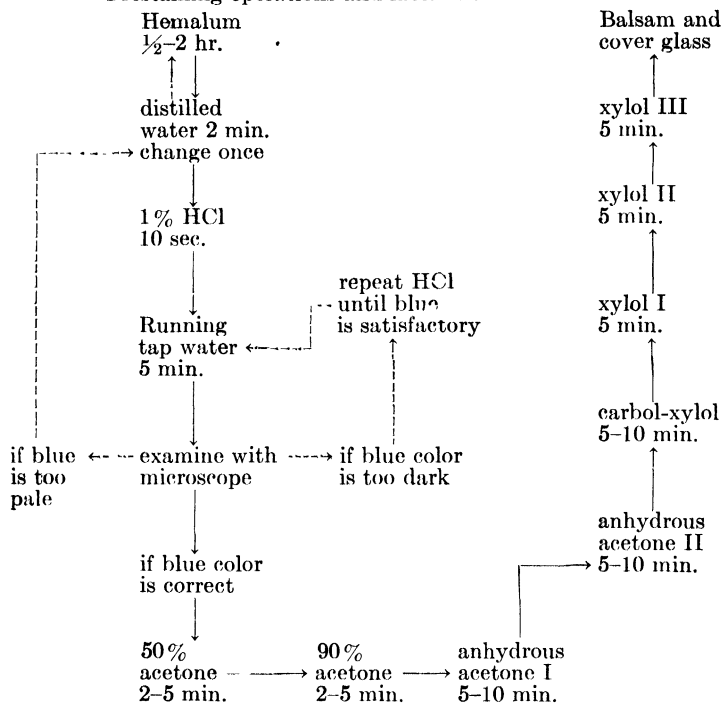 Hemalum
½–2 hr.
distilled
water 2 min.
change once
1% HCl
10 sec.
Running
tap water
5 min.
repeat HCl
until blue
is satisfactory
if blue
is too
pale
examine with
microscope
if blue color
is too dark
if blue color
is correct
50%
acetone
2–5 min.
90%
acetone
2–5 min.
anhydrous
acetone I
5–10 min.
anhydrous
acetone II
5–10 min.
carbol-xylol
5–10 min.
xylol I
5 min.
xylol II
5 min.
xylol III
5 min.
Balsam and
cover glass